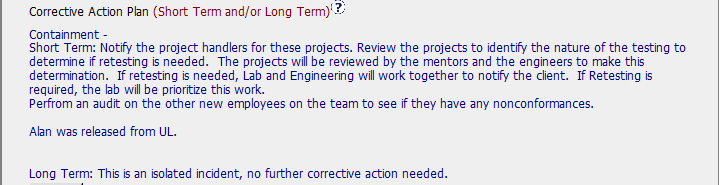 Corrective Action Plan (Short Term and/or Long Term) ?
Containment -
Short Term: Notify the project handlers for these projects. Review the projects to identify the nature of the testing to
determine if retesting is needed.  The projects will be reviewed by the mentors and the engineers to make this
determination.  If retesting is needed, Lab and Engineering will work together to notify the client.  If Retesting is
required, the lab will be prioritize this work.
Perfrom an audit on the other new employees on the team to see if they have any nonconformances.
Alan was released from UL.
Long Term: This is an isolated incident, no further corrective action needed.